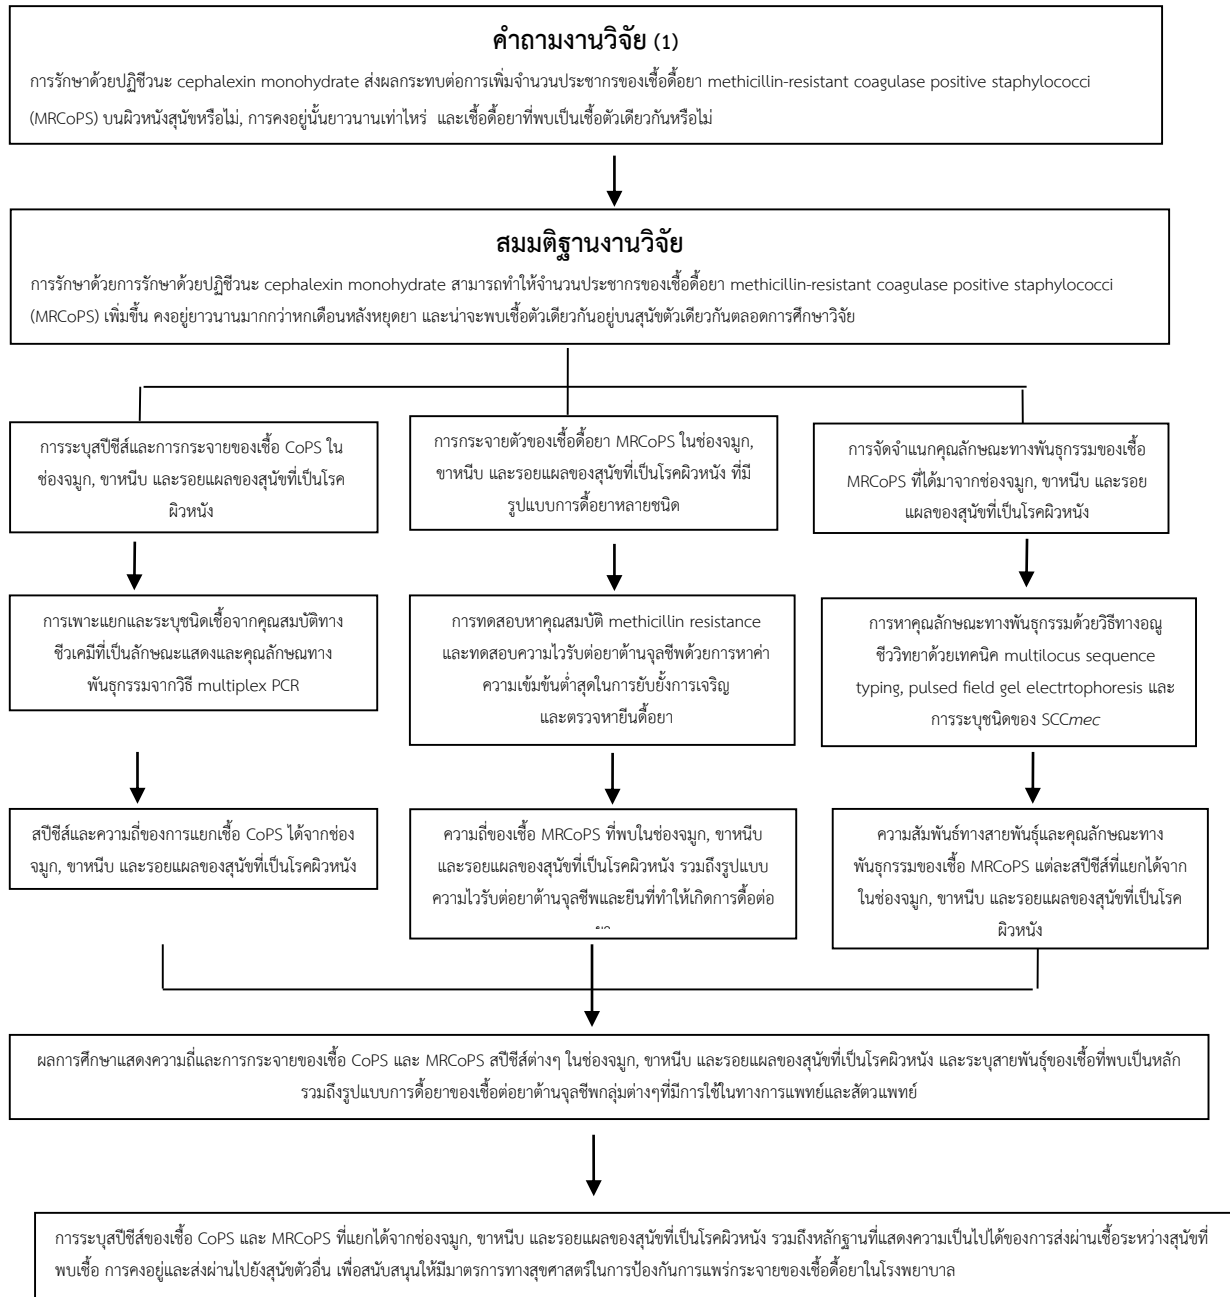 คำถามงานวิจัย (1)
การรักษาด้วยปฏิชีวนะ cephalexin monohydrate ส่งผลกระทบต่อการเพิ่มจำนวนประชากรของเชื้อดื้อยา methicillin-resistant coagulase positive staphylococci
(MRCoPS) บนผิวหนังสุนัขหรือไม่, การคงอยู่นั้นยาวนานเท่าไหร่ และเชื้อดื้อยาที่พบเป็นเชื้อตัวเดียวกันหรือไม่
สมมติฐานงานวิจัย
การรักษาด้วยการรักษาด้วยปฏิชีวนะ cephalexin monohydrate สามารถทำให้จำนวนประชากรของเชื้อดื้อยา methicillin-resistant coagulase positive staphylococci
(MRCoPS) เพิ่มขึ้น คงอยู่ยาวนานมากกว่าหกเดือนหลังหยุดยา และน่าจะพบเชื้อตัวเดียวกันอยู่บนสุนัขตัวเดียวกันตลอดการศึกษาวิจัย
การระบุสปีชีส์และการกระจายของเชื้อ CoPS ใน
ช่องจมูก, ขาหนีบ และรอยแผลของสุนัขที่เป็นโรค
ผิวหนัง
การกระจายตัวของเชื้อดื้อยา MRCoPS ในช่องจมูก,
ขาหนีบ และรอยแผลของสุนัขที่เป็นโรคผิวหนัง ที่มี
รูปแบบการดื้อยาหลายชนิด
การจัดจำแนกคุณลักษณะทางพันธุกรรมของเชื้อ
MRCoPS ที่ได้มาจากช่องจมูก, ขาหนีบ และรอย
แผลของสุนัขที่เป็นโรคผิวหนัง
การเพาะแยกและระบุชนิดเชื้อจากคุณสมบัติทาง
ชีวเคมีที่เป็นลักษณะแสดงและคุณลักษณทาง
พันธุกรรมจากวิธี multiplex PCR
การทดสอบหาคุณสมบัติ methicillin resistance
และทดสอบความไวรับต่อยาต้านจุลชีพด้วยการหาค่า
ความเข้มข้นต่ำสุดในการยับยั้งการเจริญ
และตรวจหายีนดื้อยา
การหาคุณลักษณะทางพันธุกรรมด้วยวิธีทางอณู
ชีววิทยาด้วยเทคนิค multilocus sequence
typing, pulsed field gel electrtophoresis และ
การระบุชนิดของ SCCmec
สปีชีส์และความถี่ของการแยกเชื้อ CoPS ได้จากช่อง
จมูก, ขาหนีบ และรอยแผลของสุนัขที่เป็นโรคผิวหนัง
ความถี่ของเชื้อ MRCoPS ที่พบในช่องจมูก, ขาหนีบ
และรอยแผลของสุนัขที่เป็นโรคผิวหนัง รวมถึงรูปแบบ
ความไวรับต่อยาต้านจุลชีพและยีนที่ทำให้เกิดการดื้อต่อ
ความสัมพันธ์ทางสายพันธุ์และคุณลักษณะทาง
พันธุกรรมของเชื้อ MRCoPS แต่ละสปีชีส์ที่แยกได้จาก
ในช่องจมูก, ขาหนีบ และรอยแผลของสุนัขที่เป็นโรค
ผิวหนัง
ผลการศึกษาแสดงความถี่และการกระจายของเชื้อ CoPS และ MRCoPS สปีชีส์ต่างๆ ในช่องจมูก, ขาหนีบ และรอยแผลของสุนัขที่เป็นโรคผิวหนัง และระบุสายพันธุ์ของเชื้อที่พบเป็นหลัก
รวมถึงรูปแบบการดื้อยาของเชื้อต่อยาต้านจุลชีพกลุ่มต่างๆที่มีการใช้ในทางการแพทย์และสัตวแพทย์
การระบุสปีชีส์ของเชื้อ CoPS และ MRCoPS ที่แยกได้จากช่องจมูก, ขาหนีบ และรอยแผลของสุนัขที่เป็นโรคผิวหนัง รวมถึงหลักฐานที่แสดงความเป็นไปได้ของการส่งผ่านเชื้อระหว่างสุนัขที่
พบเชื้อ การคงอยู่และส่งผ่านไปยังสุนัขตัวอื่น เพื่อสนับสนุนให้มีมาตรการทางสุขศาสตร์ในการป้องกันการแพร่กระจายของเชื้อดื้อยาในโรงพยาบาล